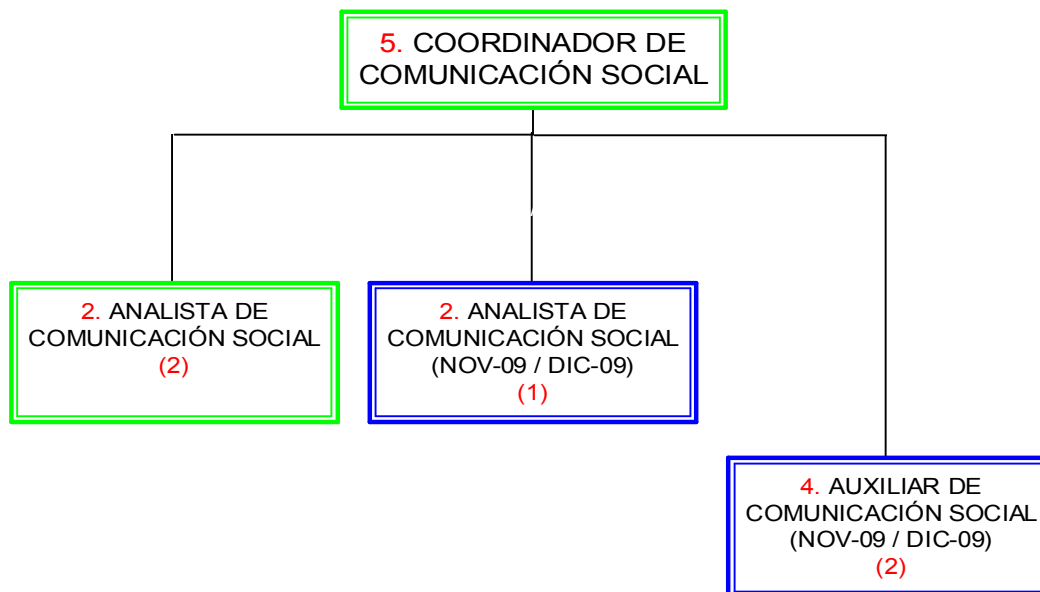 5. COORDINADOR DE
COMUNICACIÓN SOCIAL
2. ANALISTA DE
COMUNICACIÓN SOCIAL
(2)
2. ANALISTA DE
COMUNICACIÓN SOCIAL
(NOV-09 / DIC-09)
(1)
4. AUXILIAR DE
COMUNICACIÓN SOCIAL
(NOV-09 / DIC-09)
(2)